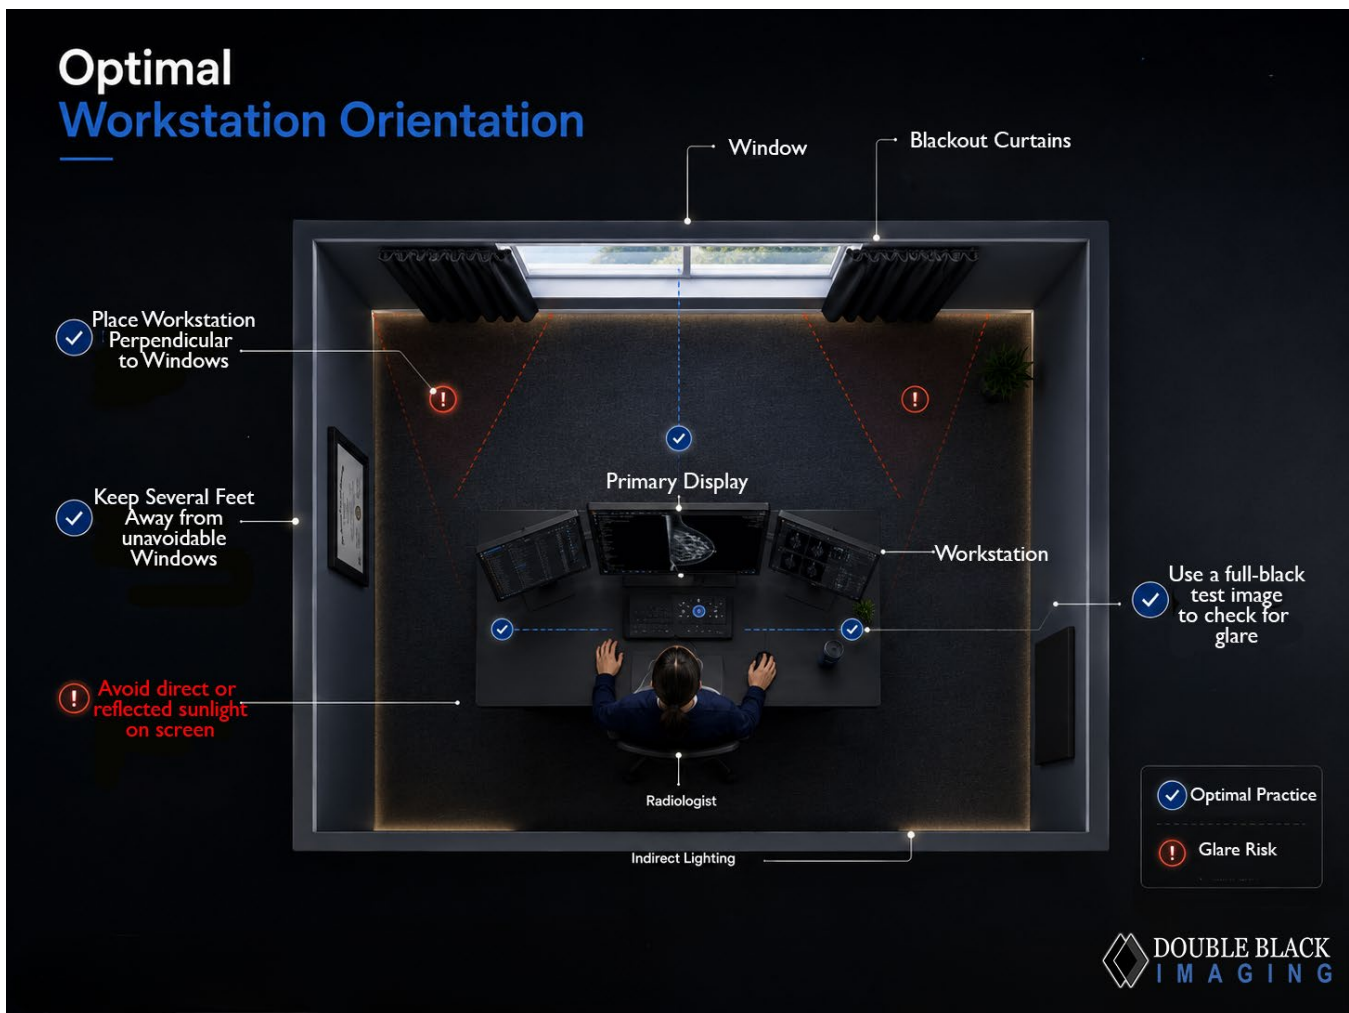 Optimal
Workstation Orientation
Window
Blackout Curtains
Place Workstation
Perpendicular
to Windows
Keep Several Feet
Away from
unavoidable
Windows
Avoid direct or
reflected sunlight
on screen
Primary Display
Workstation
Use a full-black
test image
to check for
glare
Radiologist
Indirect Lighting
Optimal Practice
Glare Risk
DOUBLE BLACK
IMAGING